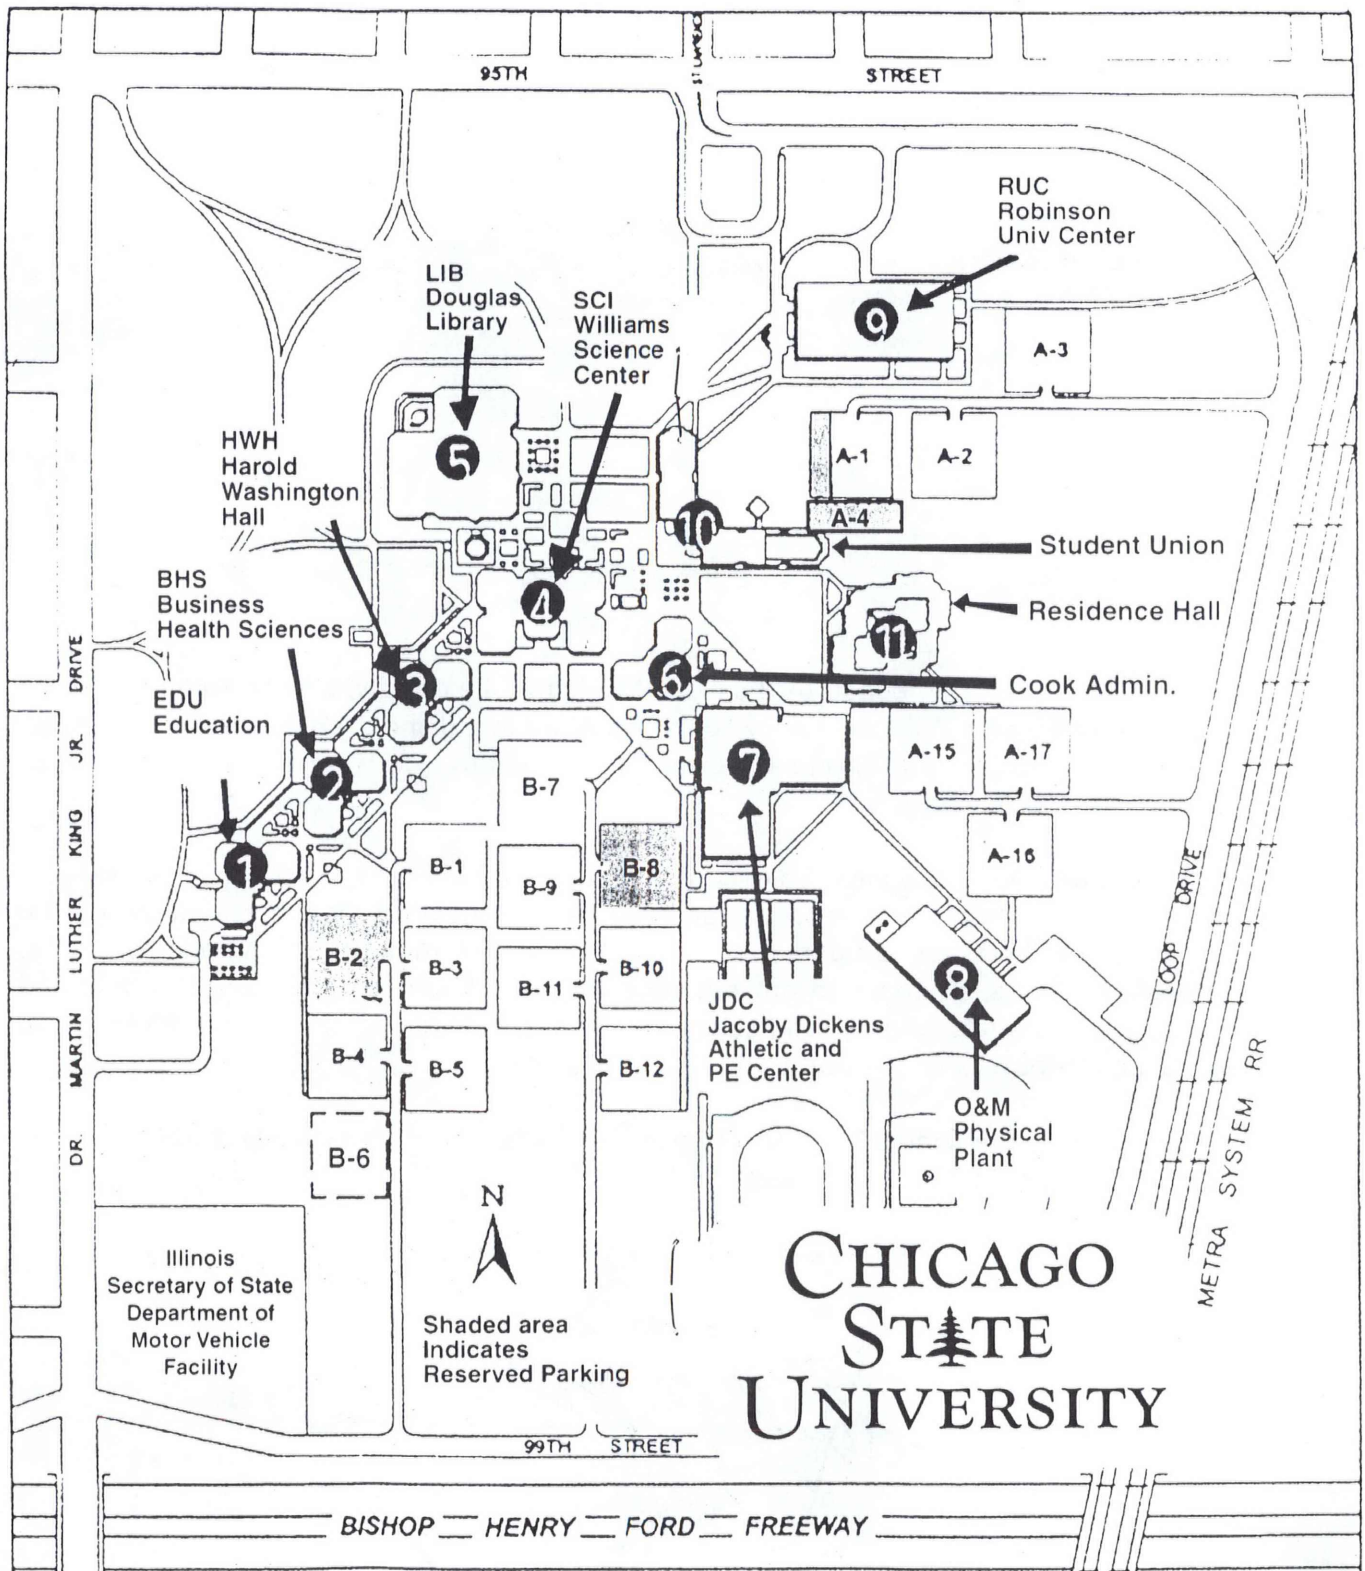 95TH STREET
ST LAWRENCE
RUC
Robinson
Univ Center
LIB
Douglas
Library
SCI
Williams
Science
Center
9
A-3
HWH
Harold
Washington
Hall
5
A-1
A-2
10
A-4
Student Union
BHS
Business
Health Sciences
4
Residence Hall
11
3
6
Cook Admin.
EDU
Education
2
B-7
7
A-15
A-17
1
B-1
B-9
B-8
A-16
B-2
B-3
B-11
B-10
8
JDC
Jacoby Dickens
Athletic and
PE Center
B-4
B-5
B-12
O&M
Physical
Plant
B-6
DR. MARTIN LUTHER KING JR. DRIVE
LOOP DRIVE
METRA SYSTEM RR
N
Illinois
Secretary of State
Department of
Motor Vehicle
Facility
Shaded area
Indicates
Reserved Parking
CHICAGO
STATE
UNIVERSITY
99TH STREET
BISHOP HENRY FORD FREEWAY